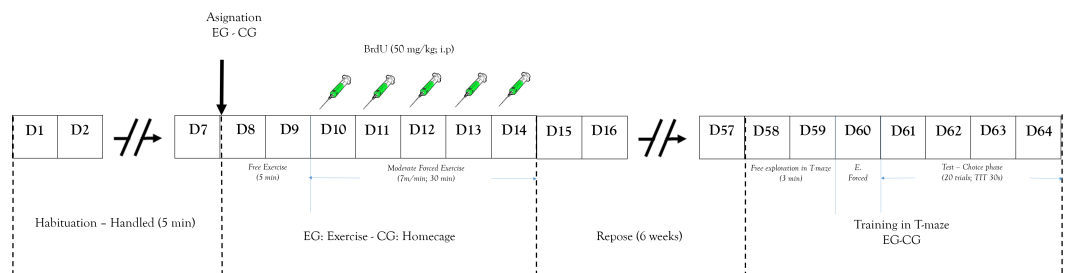 Asignation
EG - CG
BrdU (50 mg/kg; i.p)
D1 D2 D7 D8 D9 D10 D11 D12 D13 D14 D15 D16 D57 D58 D59 D60 D61 D62 D63 D64
Free Exercise
(5 min)
Moderate Forced Exercise
(7m/min; 30 min)
Free exploration in T-maze
(3 min)
E.
Forced
Test – Choice phase
(20 trials; TIT 30s)
Habituation – Handled (5 min)
EG: Exercise - CG: Homecage
Repose (6 weeks)
Training in T-maze
EG-CG